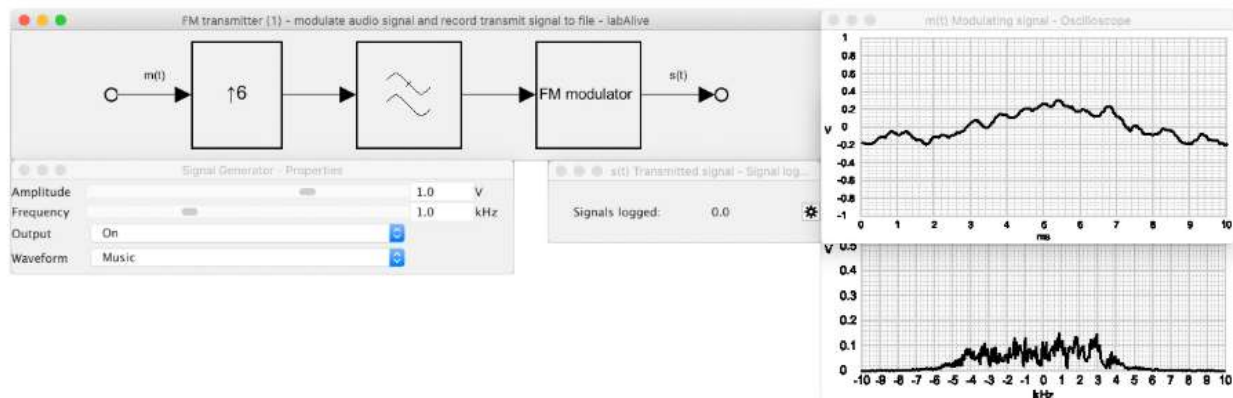 FM transmitter (1) - modulate audio signal and record transmit signal to file - labAlive
m(t)
↑6
FM modulator
s(t)
Signal Generator - Properties
Amplitude 1.0 V
Frequency 1.0 kHz
Output On
Waveform Music
s(t) Transmitted signal - Signal log...
Signals logged: 0.0
m(t) Modulating signal - Oscilloscope
1
0.8
0.6
0.4
0.2
V 0
-0.2
-0.4
-0.6
-0.8
-1
0 1 2 3 4 5 6 7 8 9 10
ms
V 0.5
0.4
0.3
0.2
0.1
0
-10 -9 -8 -7 -6 -5 -4 -3 -2 -1 0 1 2 3 4 5 6 7 8 9 10
kHz